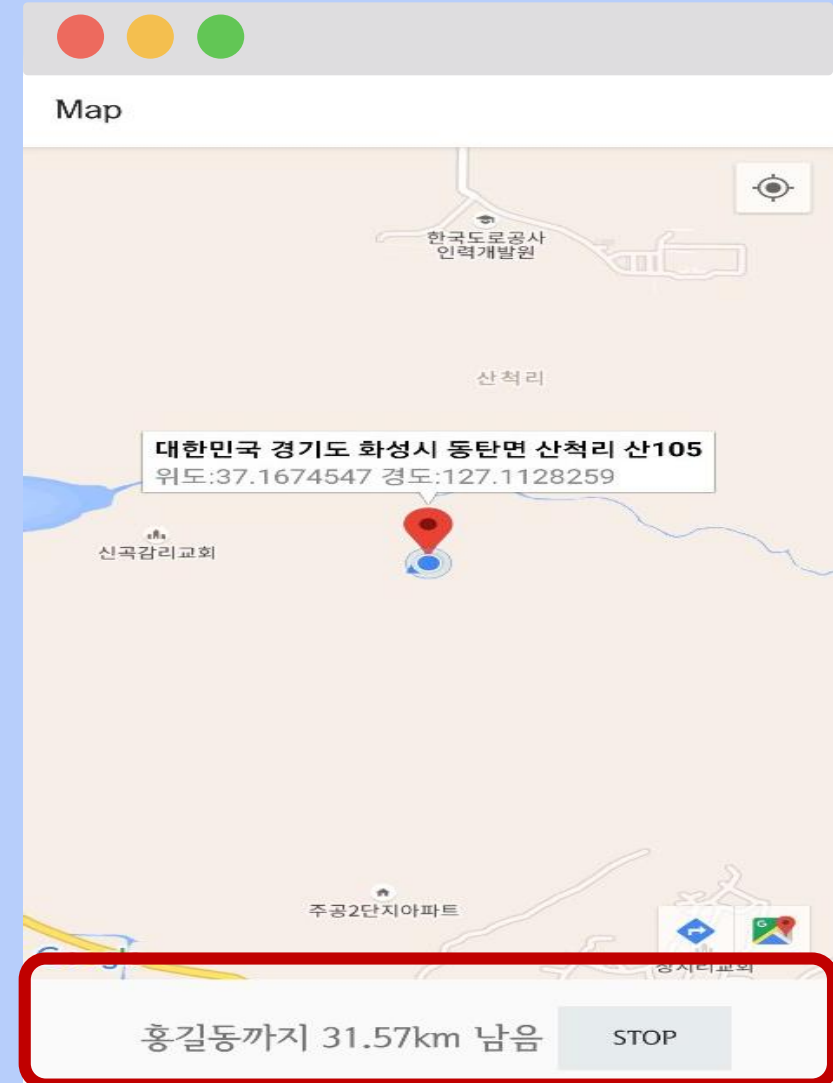 Map
한국도로공사
인력개발원
산척리
대한민국 경기도 화성시 동탄면 산척리 산105
위도:37.1674547 경도:127.1128259
신곡감리교회
주공2단지아파트
홍길동까지 31.57km 남음
STOP